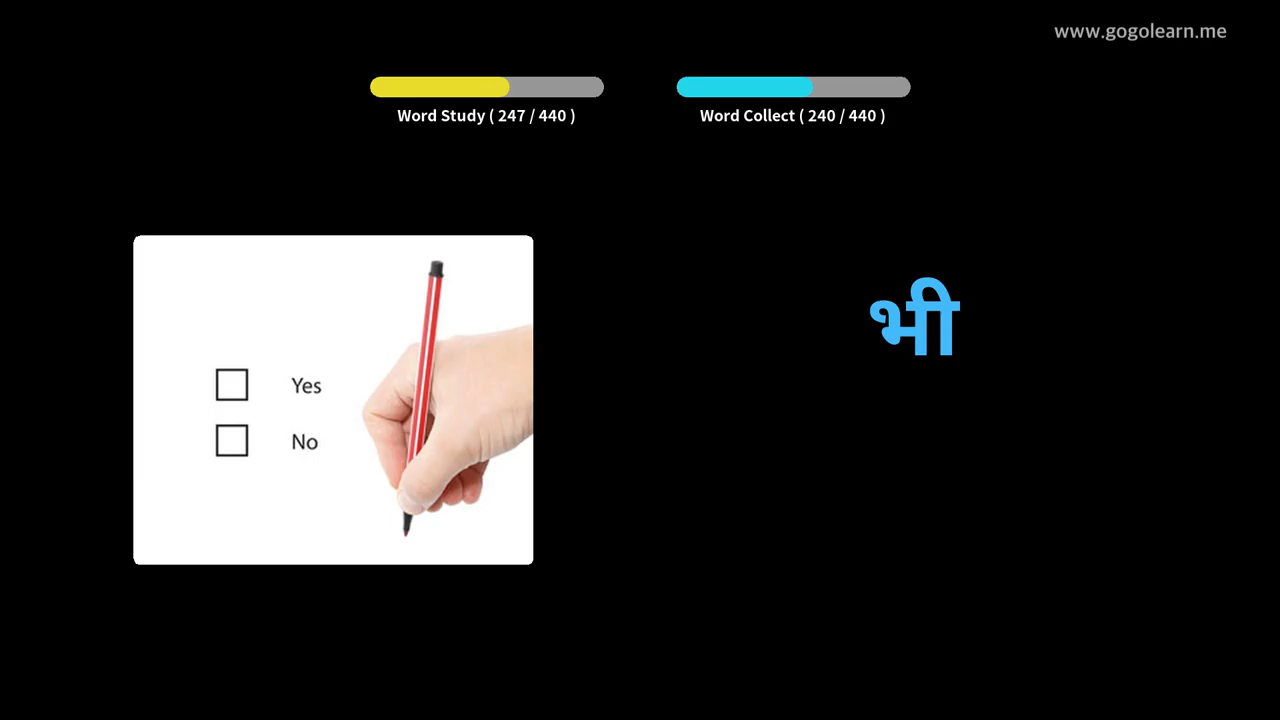 www.gogolearn.me
Word Study ( 247 / 440 )
Word Collect ( 240 / 440 )
भी
Yes
No